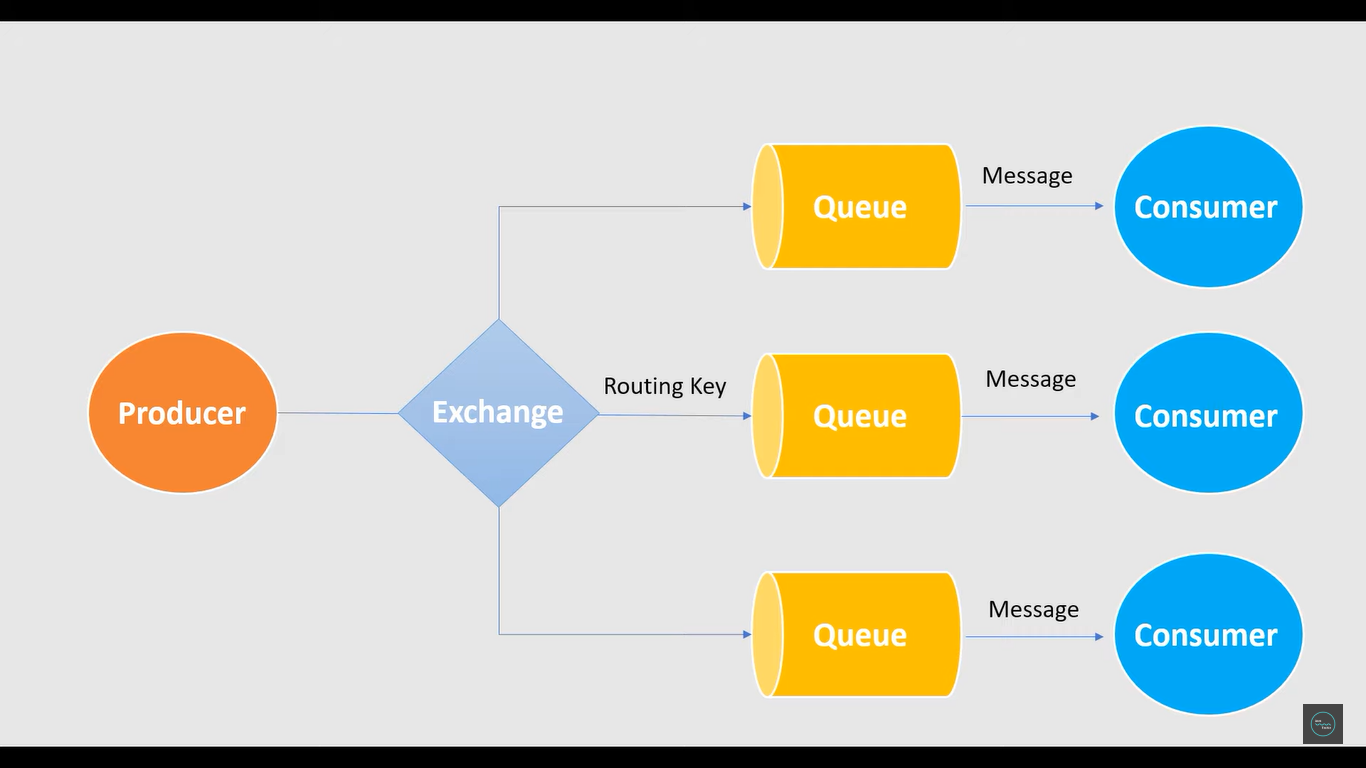 Queue
Message
Consumer
Producer
Exchange
Routing Key
Queue
Message
Consumer
Queue
Message
Consumer